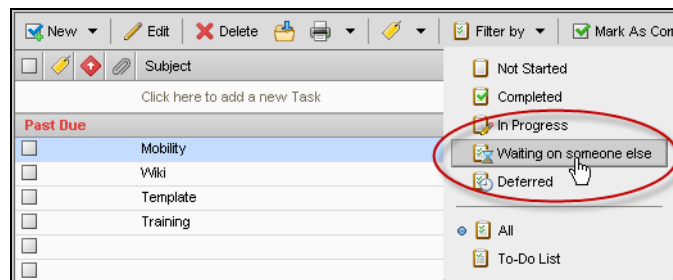 New Edit Delete Filter by Mark As Com
Subject
Click here to add a new Task
Past Due
Mobility
Wiki
Template
Training
Not Started
Completed
In Progress
Waiting on someone else
Deferred
All
To-Do List